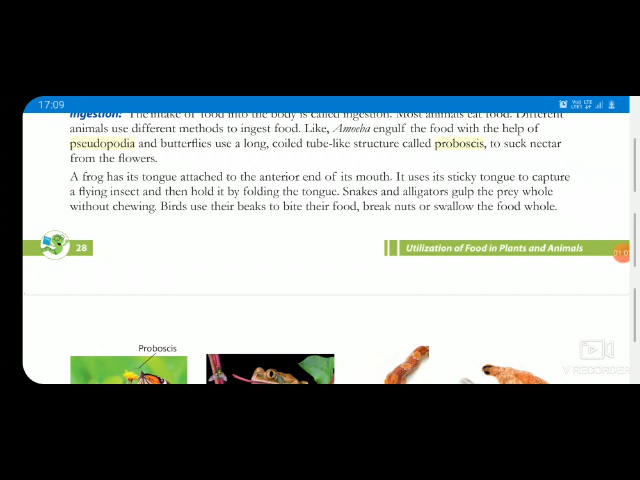 17:09
Ingestion: The intake of food into the body is called ingestion. Most animals eat food. Different
animals use different methods to ingest food. Like, Amoeba engulf the food with the help of
pseudopodia and butterflies use a long, coiled tube-like structure called proboscis, to suck nectar
from the flowers.
A frog has its tongue attached to the anterior end of its mouth. It uses its sticky tongue to capture
a flying insect and then hold it by folding the tongue. Snakes and alligators gulp the prey whole
without chewing. Birds use their beaks to bite their food, break nuts or swallow the food whole.
28
Utilization of Food in Plants and Animals
Proboscis
V RECORDER